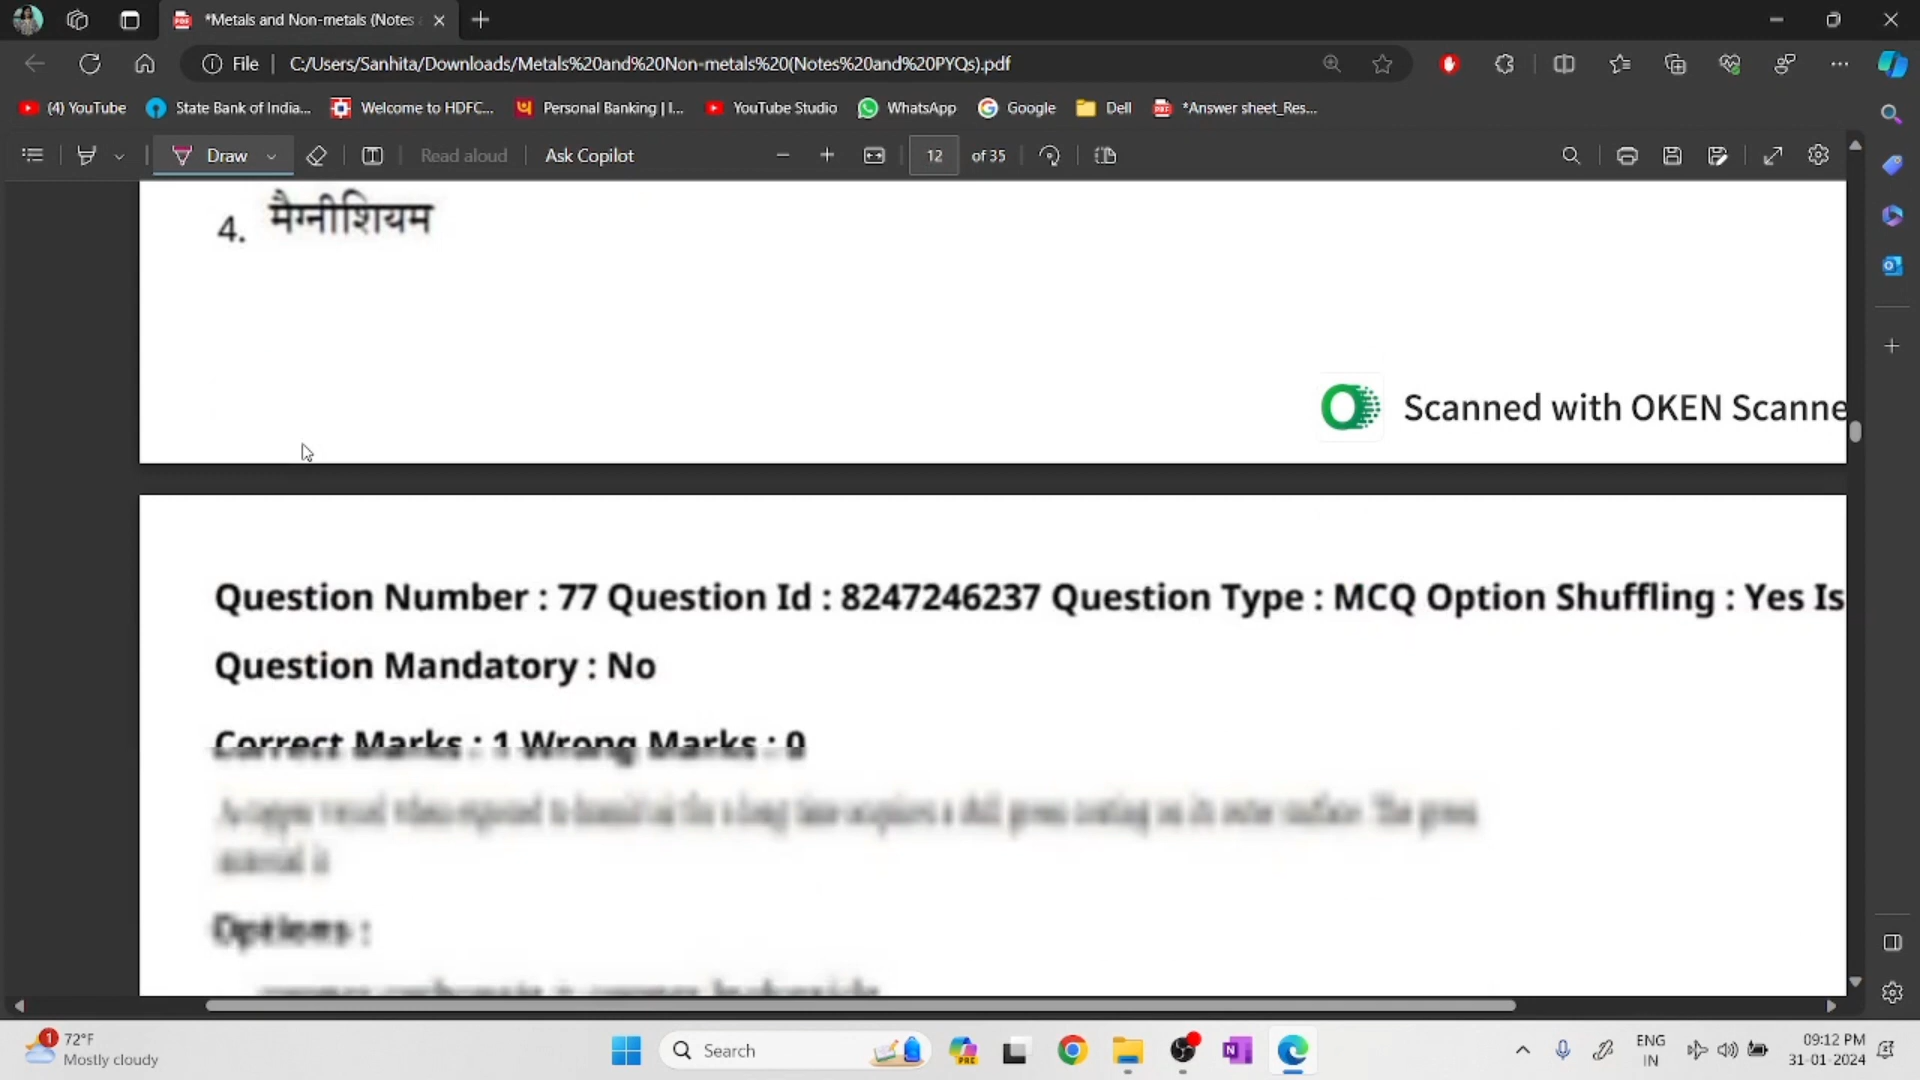 *Metals and Non-metals (Notes
File C:/Users/Sanhita/Downloads/Metals%20and%20Non-metals%20(Notes%20and%20PYQs).pdf
(4) YouTube State Bank of India... Welcome to HDFC... Personal Banking | I... YouTube Studio WhatsApp Google Dell *Answer sheet_Res...
Draw Read aloud Ask Copilot 12 of 35
4. मैग्नीशियम
Scanned with OKEN Scanne
Question Number : 77 Question Id : 8247246237 Question Type : MCQ Option Shuffling : Yes Is
Question Mandatory : No
Correct Marks : 1 Wrong Marks : 0
Options :
1 72°F
Mostly cloudy
Search
PRE
ENG
IN
09:12 PM
31-01-2024